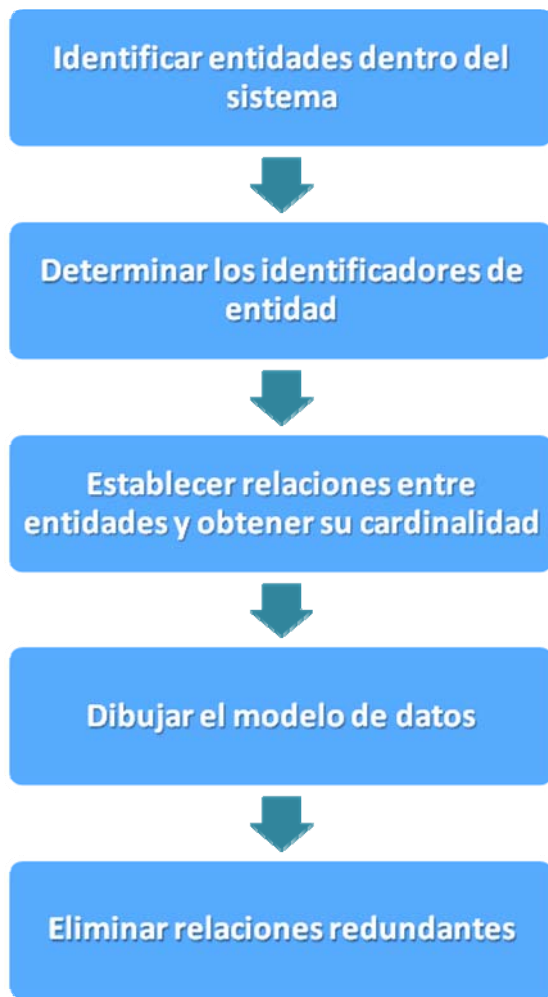 Identificar entidades dentro del
sistema
Determinar los identificadores de
entidad
Establecer relaciones entre
entidades y obtener su cardinalidad
Dibujar el modelo de datos
Eliminar relaciones redundantes